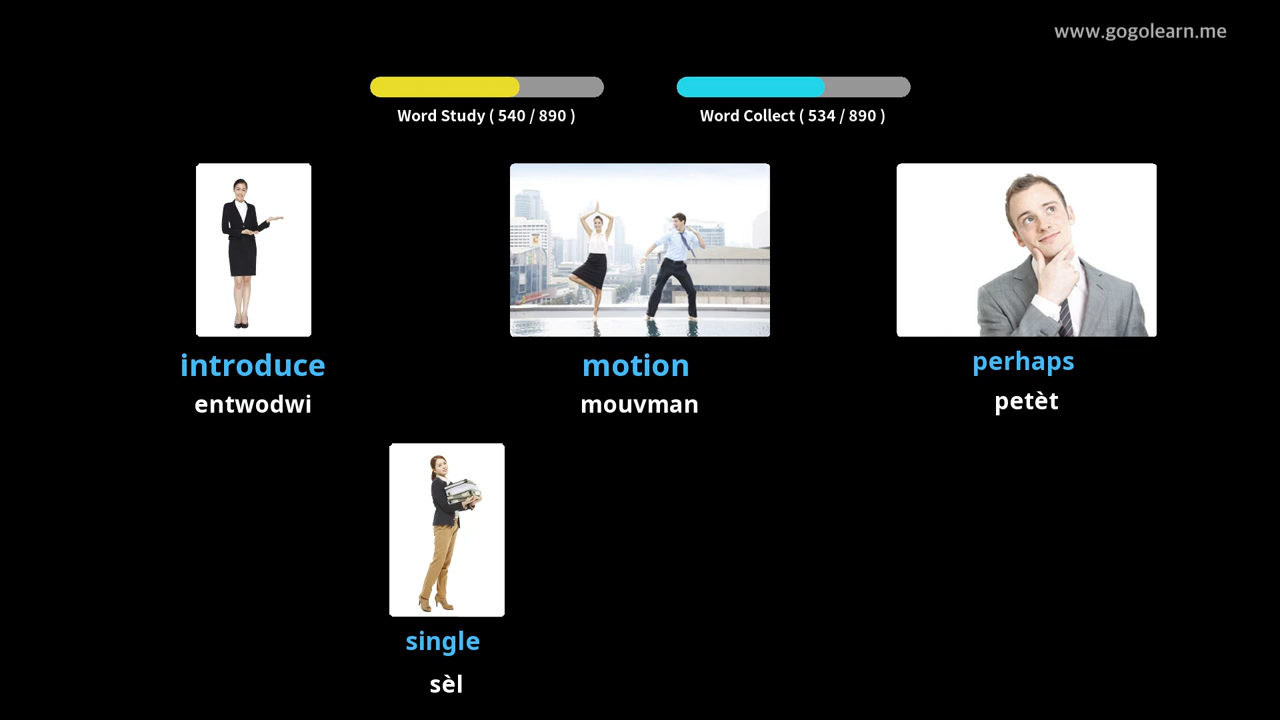 www.gogolearn.me
Word Study ( 540 / 890 )
Word Collect ( 534 / 890 )
introduce
entwodwi
motion
mouvman
perhaps
petèt
single
sèl